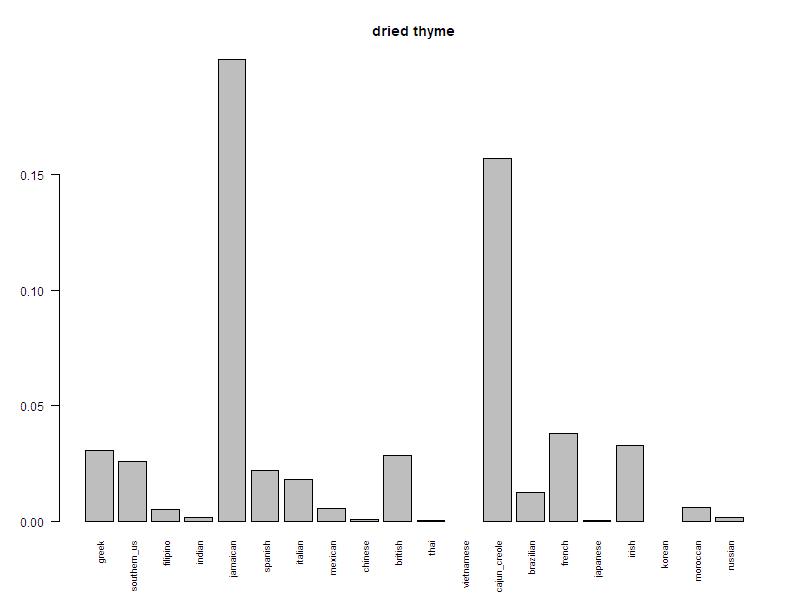 dried thyme
0.15
0.10
0.05
0.00
greek
southern_us
filipino
indian
jamaican
spanish
italian
mexican
chinese
british
thai
vietnamese
cajun_creole
brazilian
french
japanese
irish
korean
moroccan
russian